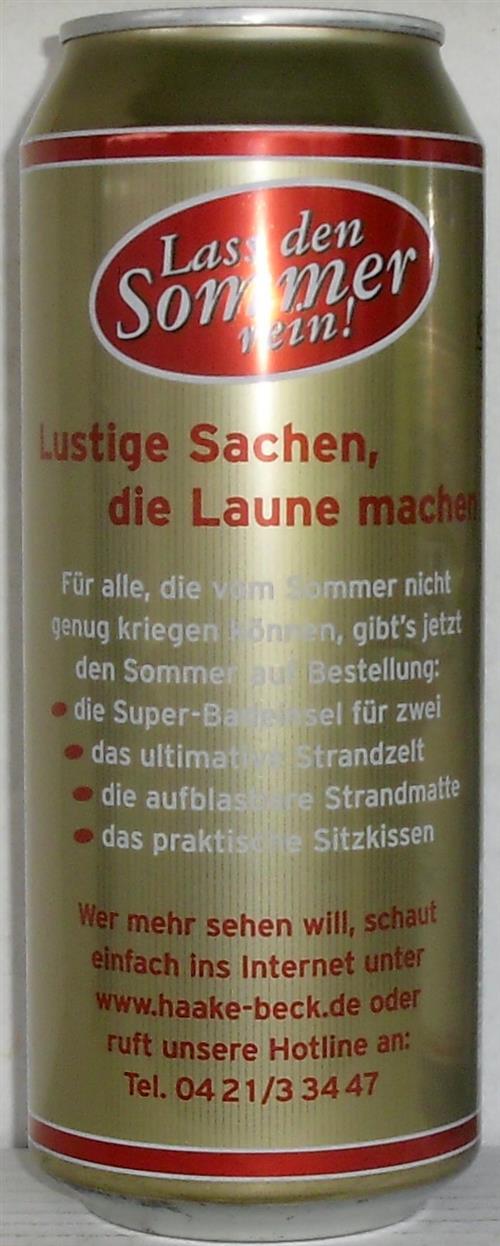 Lass den
Sommer
rein!
Lustige Sachen,
die Laune machen
Für alle, die vom Sommer nicht
genug kriegen können, gibt's jetzt
den Sommer auf Bestellung:
• die Super-Badeinsel für zwei
• das ultimative Strandzelt
• die aufblasbare Strandmatte
• das praktische Sitzkissen
Wer mehr sehen will, schaut
einfach ins Internet unter
www.haake-beck.de oder
ruft unsere Hotline an:
Tel. 04 21/3 34 47